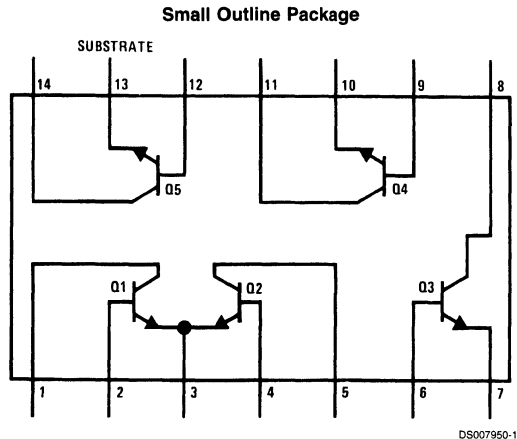 Small Outline Package
SUBSTRATE
14 13 12 11 10 9 8
Q5 Q4
Q1 Q2 Q3
1 2 3 4 5 6 7
DS007950-1